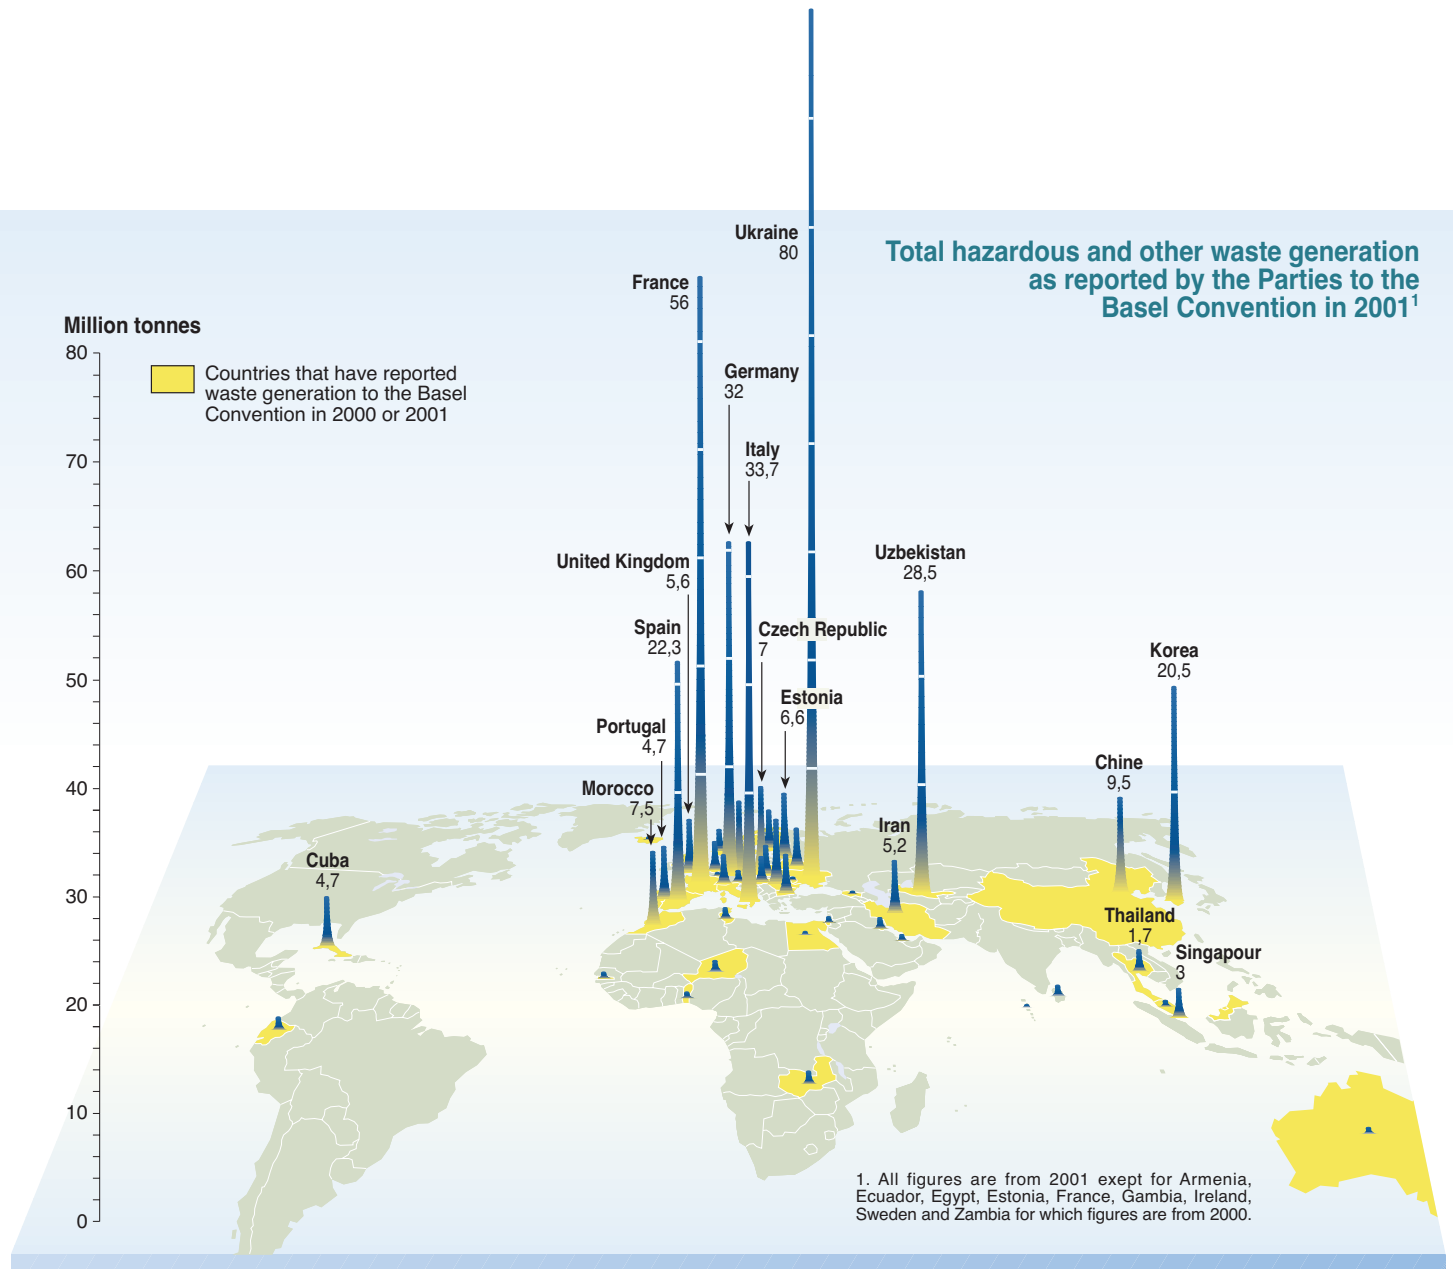 Ukraine
80
Total hazardous and other waste generation
as reported by the Parties to the
Basel Convention in 2001¹
France
56
Million tonnes
80
70
60
50
40
30
20
10
0
Countries that have reported
waste generation to the Basel
Convention in 2000 or 2001
Germany
32
Italy
33,7
United Kingdom
5,6
Uzbekistan
28,5
Spain
22,3
Czech Republic
7
Korea
20,5
Estonia
6,6
Portugal
4,7
Chine
9,5
Morocco
7,5
Iran
5,2
Cuba
4,7
Thailand
1,7
Singapour
3
1. All figures are from 2001 exept for Armenia,
Ecuador, Egypt, Estonia, France, Gambia, Ireland,
Sweden and Zambia for which figures are from 2000.